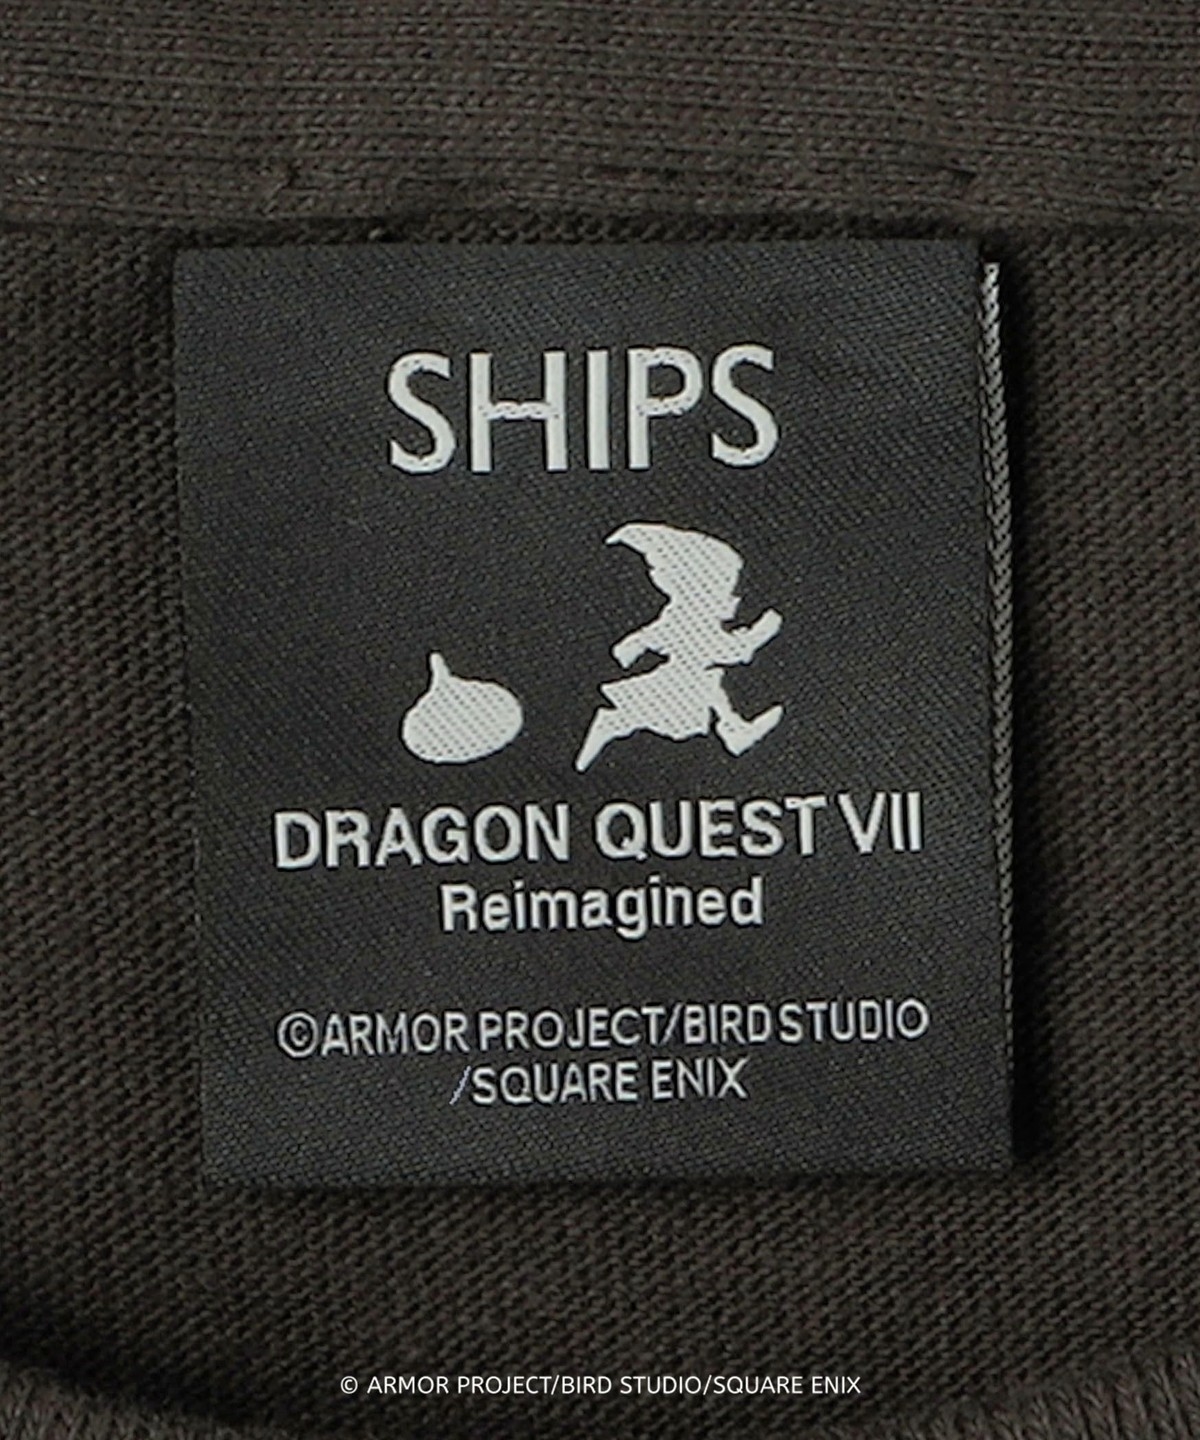 SHIPS
DRAGON QUEST VII
Reimagined
©ARMOR PROJECT/BIRD STUDIO
/SQUARE ENIX
© ARMOR PROJECT/BIRD STUDIO/SQUARE ENIX